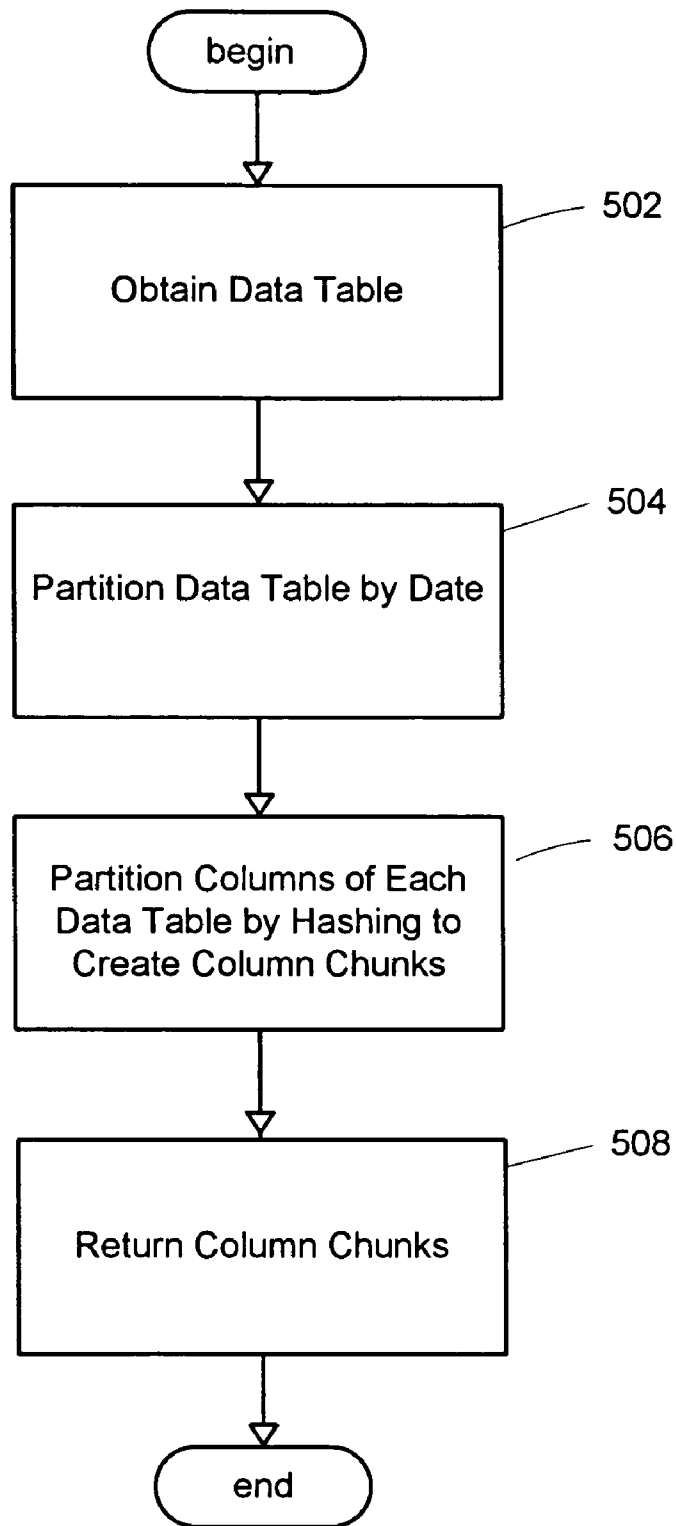 begin
502
Obtain Data Table
504
Partition Data Table by Date
506
Partition Columns of Each
Data Table by Hashing to
Create Column Chunks
508
Return Column Chunks
end